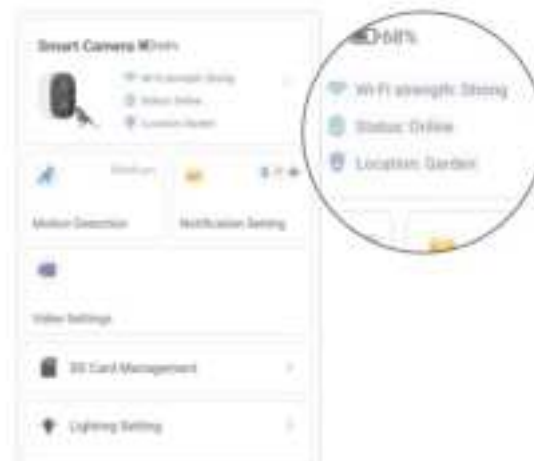 Smart Camera
68%
Wi-Fi strength: Strong
Wi-Fi strength: Strong
Status: Online
Status: Online
Location: Garden
Location: Garden
Motion Detection
Notification Setting
Video Settings
SD Card Management
Lighting Setting